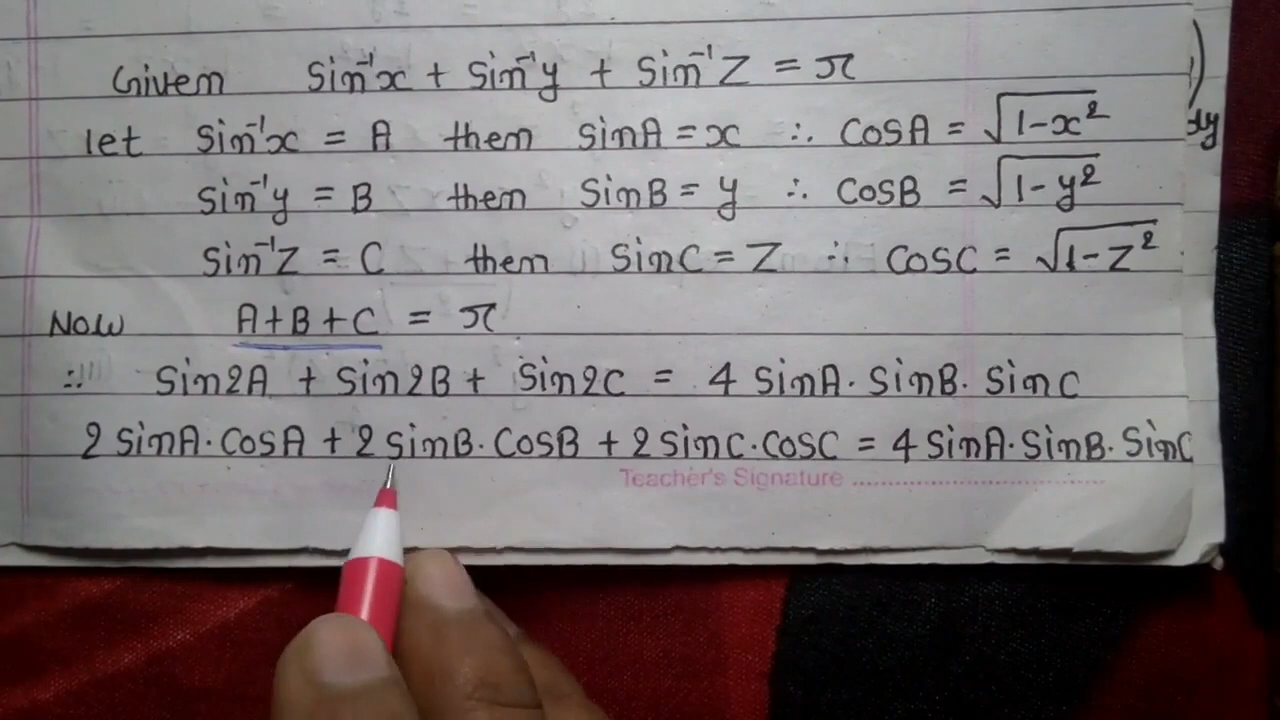 Given sin⁻¹x + sin⁻¹y + sin⁻¹z = π
let sin⁻¹x = A then sinA = x ∴ cosA = √1-x²
sin⁻¹y = B then sinB = y ∴ cosB = √1-y²
sin⁻¹z = C then sinC = z ∴ cosC = √1-z²
Now A+B+C = π
∴ sin2A + sin2B + sin2C = 4 sinA. sinB. sinC
2 sinA.cosA + 2 sinB.cosB + 2 sinC.cosC = 4 sinA.sinB.sinC
Teacher's Signature ........................................